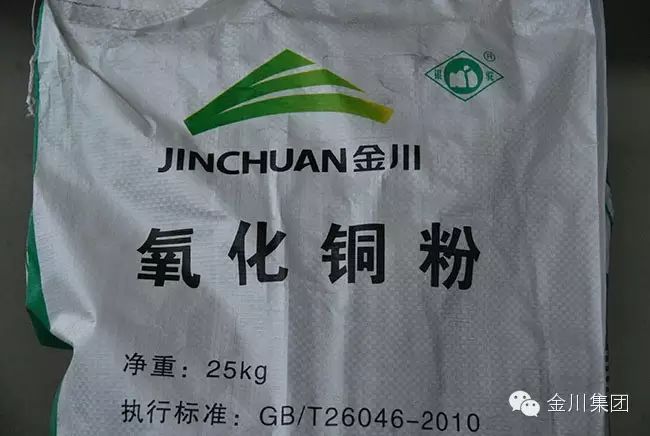 ®
JINCHUAN金川
氧化铜粉
净重：25kg
执行标准：GB/T26046-2010
金川集团